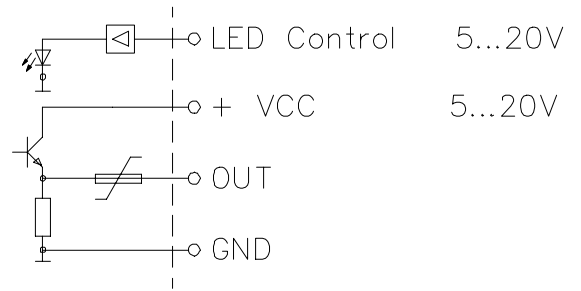 LED Control 5...20V
+ VCC 5...20V
OUT
GND